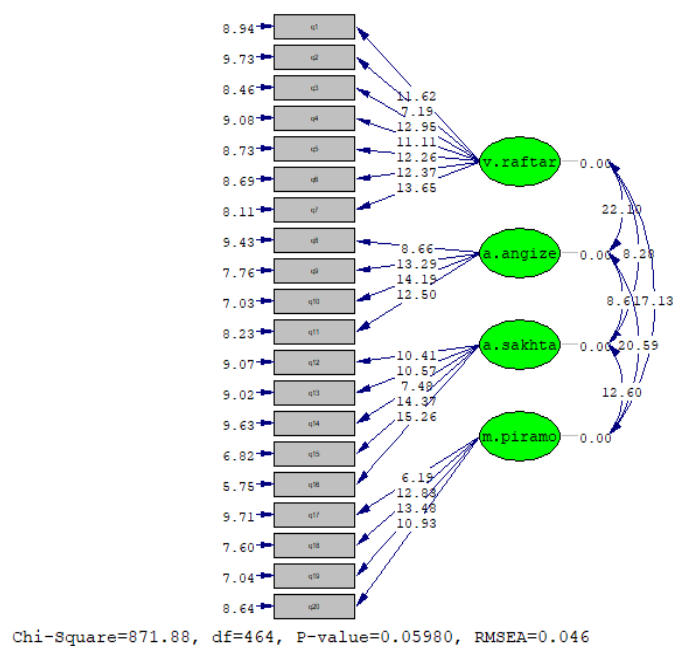 8.94 q1
9.73 q2
8.46 q3
9.08 q4
8.73 q5
8.69 q6
8.11 q7
9.43 q8
7.76 q9
7.03 q10
8.23 q11
9.07 q12
9.02 q13
9.63 q14
6.82 q15
5.75 q16
9.71 q17
7.60 q18
7.04 q19
8.64 q20
11.62
7.19
12.95
11.11
12.26
12.37
13.65
8.66
13.29
14.19
12.50
10.41
10.57
7.48
14.37
15.26
6.19
12.83
13.48
10.93
v.raftar 0.00
a.angize 0.00
a.sakhta 0.00
m.piramo 0.00
22.10
8.28
17.13
20.59
12.60
Chi-Square=871.88, df=464, P-value=0.05980, RMSEA=0.046